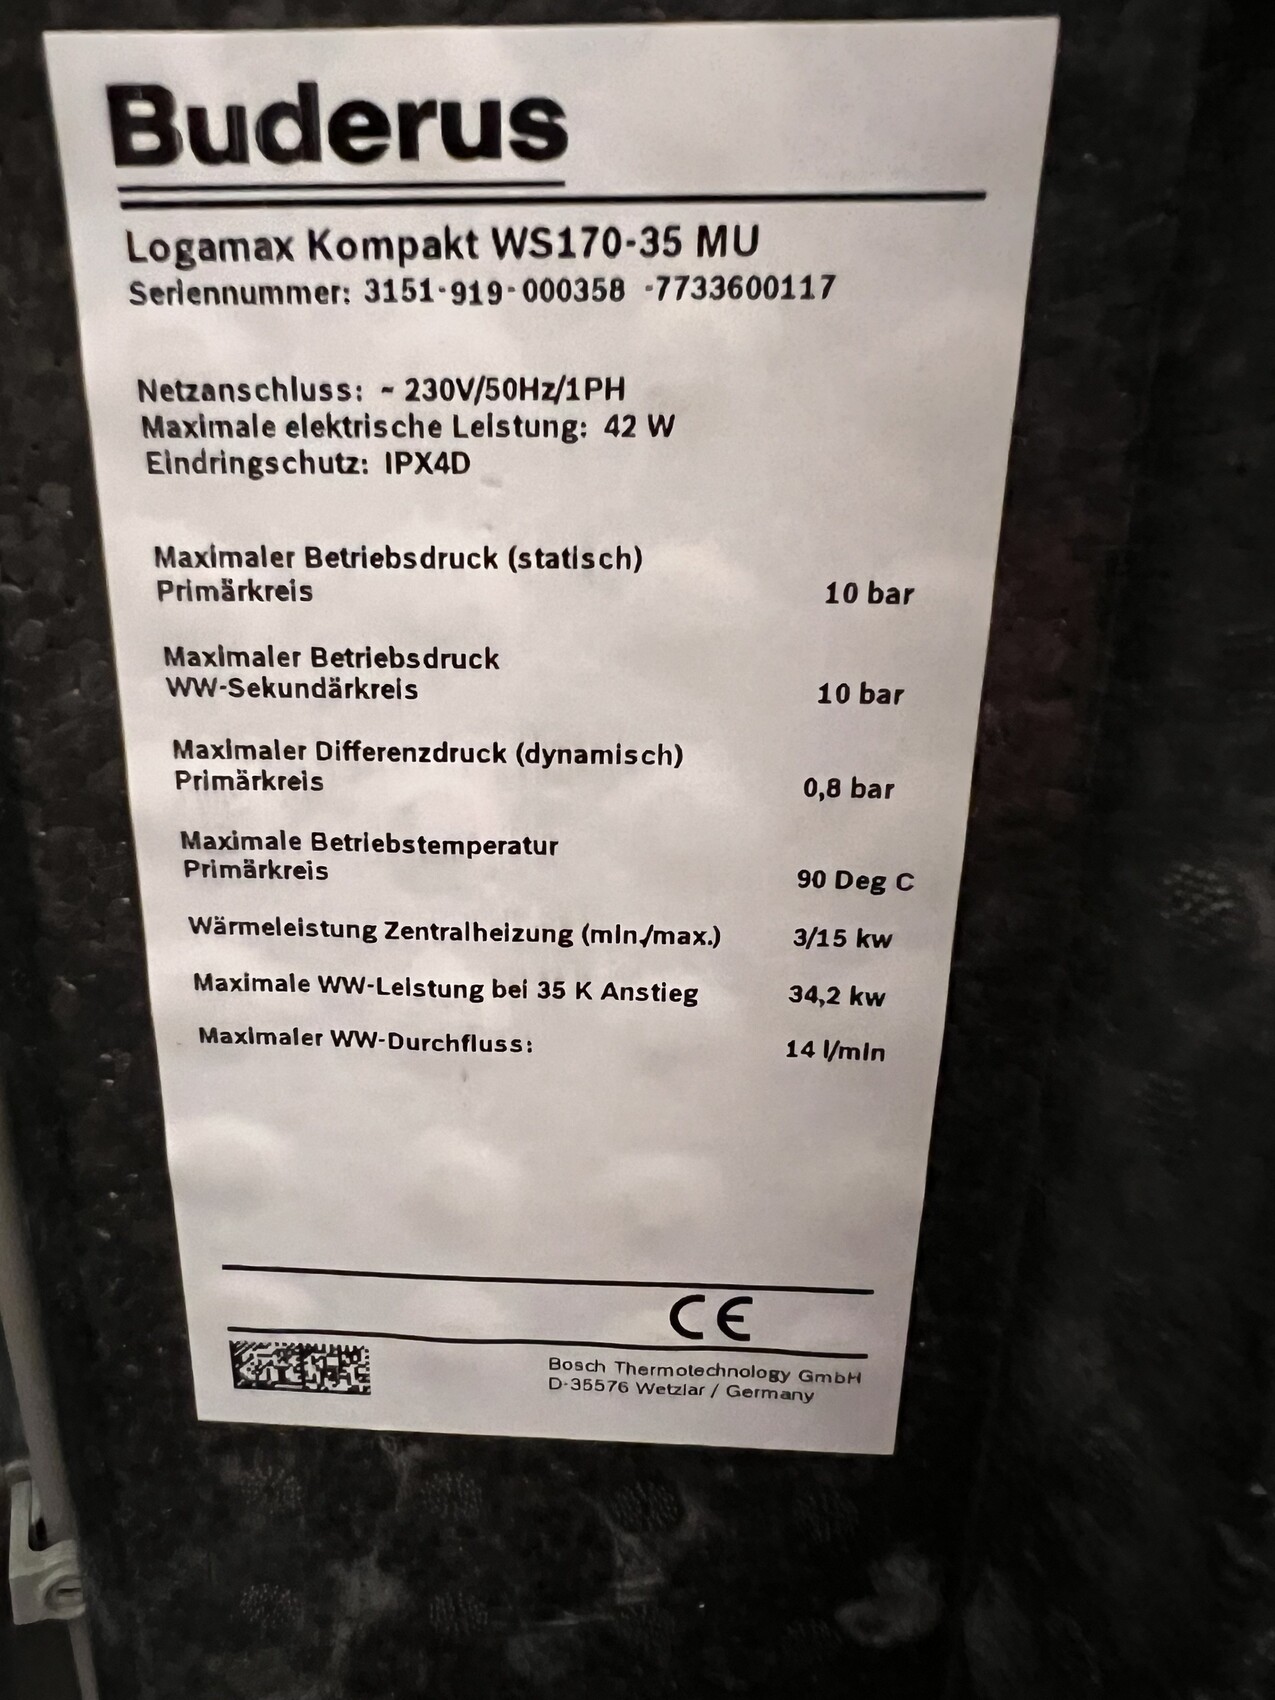 Buderus
Logamax Kompakt WS170-35 MU
Seriennummer: 3151-919-000358 -7733600117
Netzanschluss: ~ 230V/50Hz/1PH
Maximale elektrische Leistung: 42 W
Eindringschutz: IPX4D
Maximaler Betriebsdruck (statisch)
Primärkreis 10 bar
Maximaler Betriebsdruck
WW-Sekundärkreis 10 bar
Maximaler Differenzdruck (dynamisch)
Primärkreis 0,8 bar
Maximale Betriebstemperatur
Primärkreis 90 Deg C
Wärmeleistung Zentralheizung (min./max.) 3/15 kw
Maximale WW-Leistung bei 35 K Anstieg 34,2 kw
Maximaler WW-Durchfluss: 14 l/min
CE
Bosch Thermotechnology GmbH
D-35576 Wetzlar / Germany